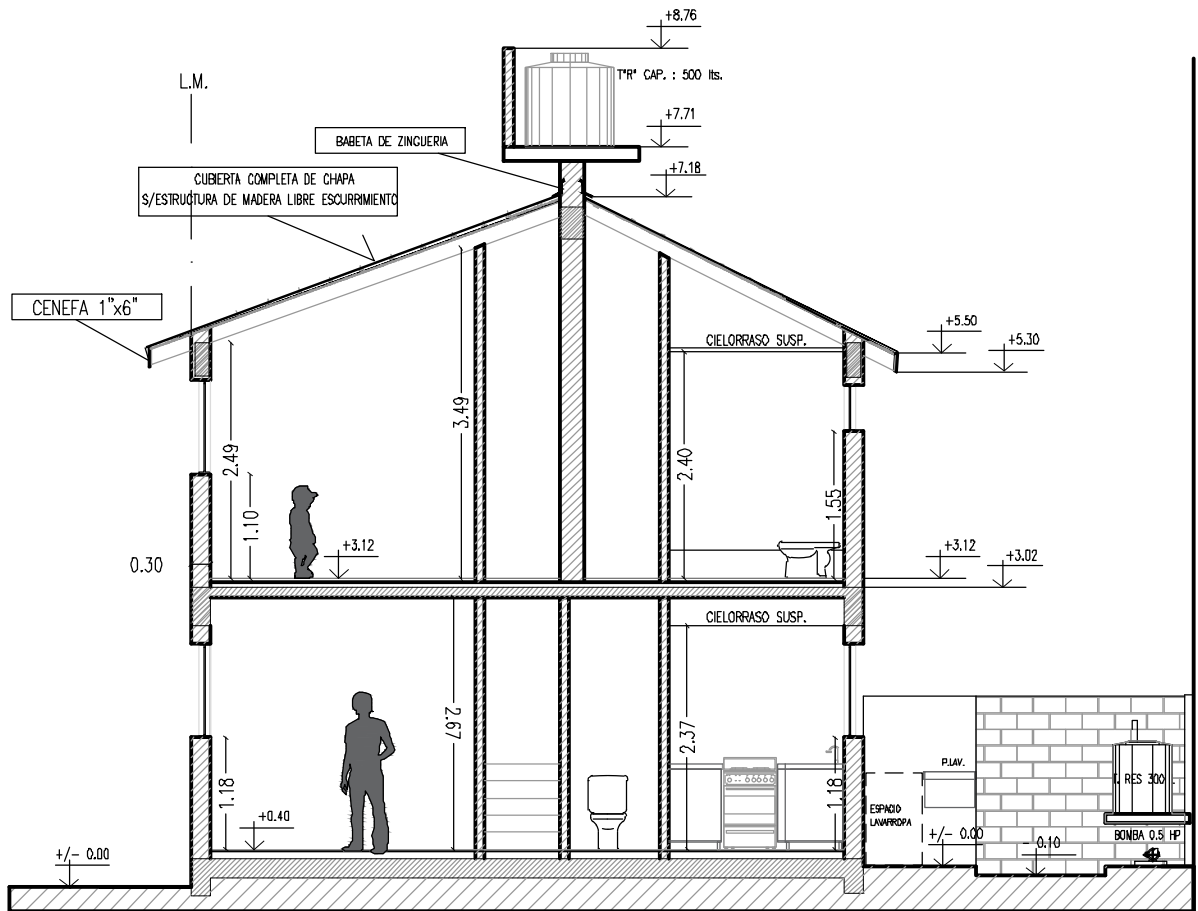 +8.76
T"R" CAP. : 500 lts.
L.M.
+7.71
BABETA DE ZINGUERIA
+7.18
CUBIERTA COMPLETA DE CHAPA
S/ESTRUCTURA DE MADERA LIBRE ESCURRIMIENTO
CENEFA 1"x6"
+5.50
CIELORRASO SUSP.
+5.30
3.49
2.49
2.40
1.10
1.55
0.30
+3.12
+3.12
+3.02
CIELORRASO SUSP.
2.67
2.37
1.18
1.18
P.LAV.
T. RES 300
ESPACIO
LAVARROPA
+0.40
+/- 0.00
BOMBA 0.5 HP
- 0.10
+/- 0.00